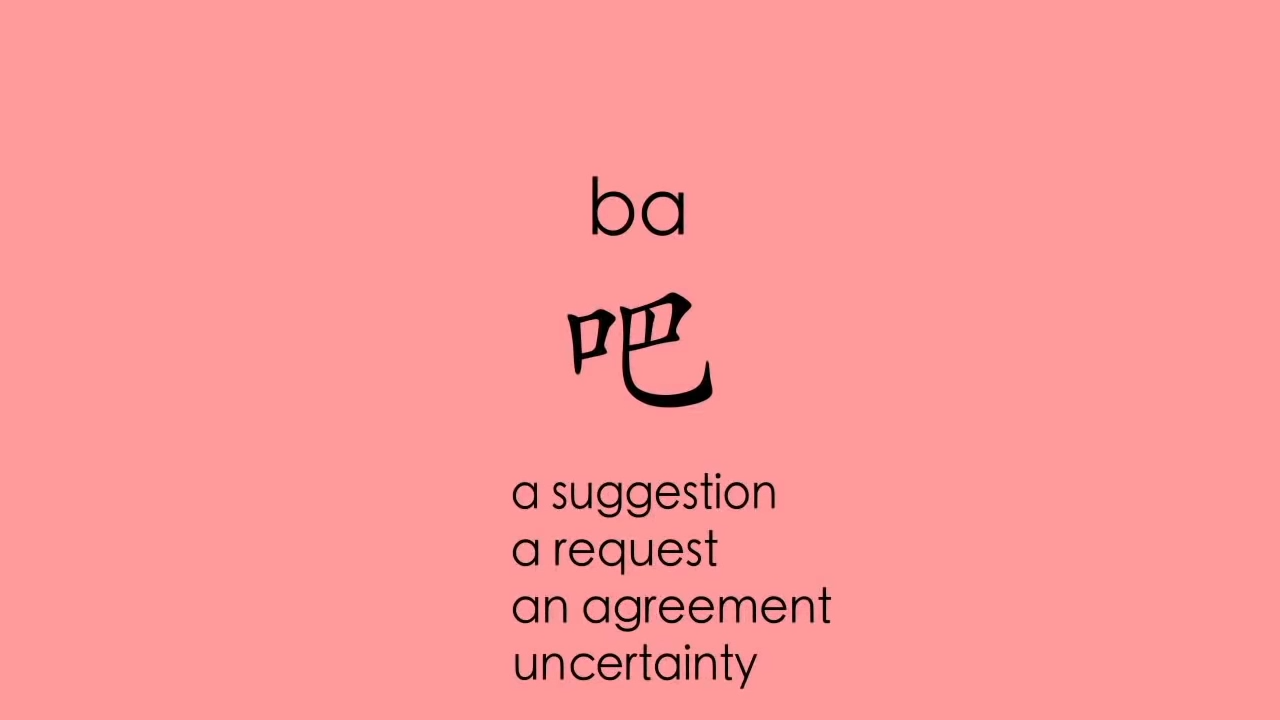 ba
吧
a suggestion
a request
an agreement
uncertainty